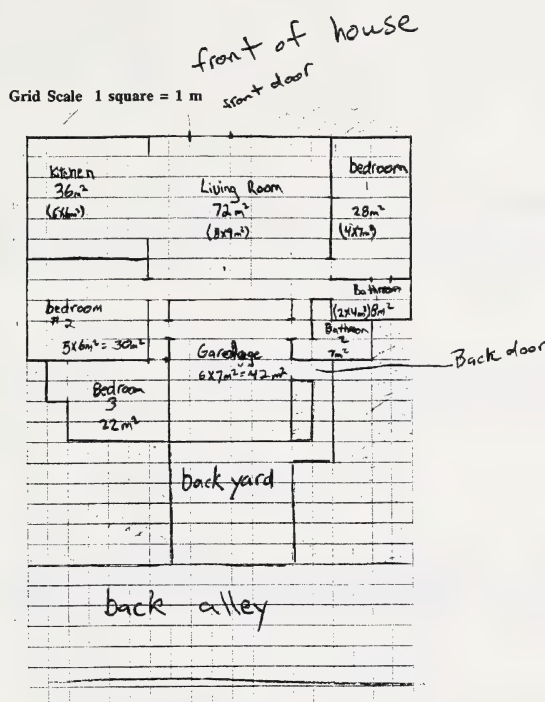 front of house
front door
Grid Scale 1 square = 1 m
Kitchen
36m²
(6x6m²)
Living Room
72m²
(8x9m²)
bedroom
1
28m²
(4x7m²)
Bathroom
(2x4m²) 8m²
bedroom
#2
5x6m² = 30m²
Bathroom
2
7m²
Garage
6x7m² = 42m²
Back door
Bedroom
3
22m²
back yard
back alley